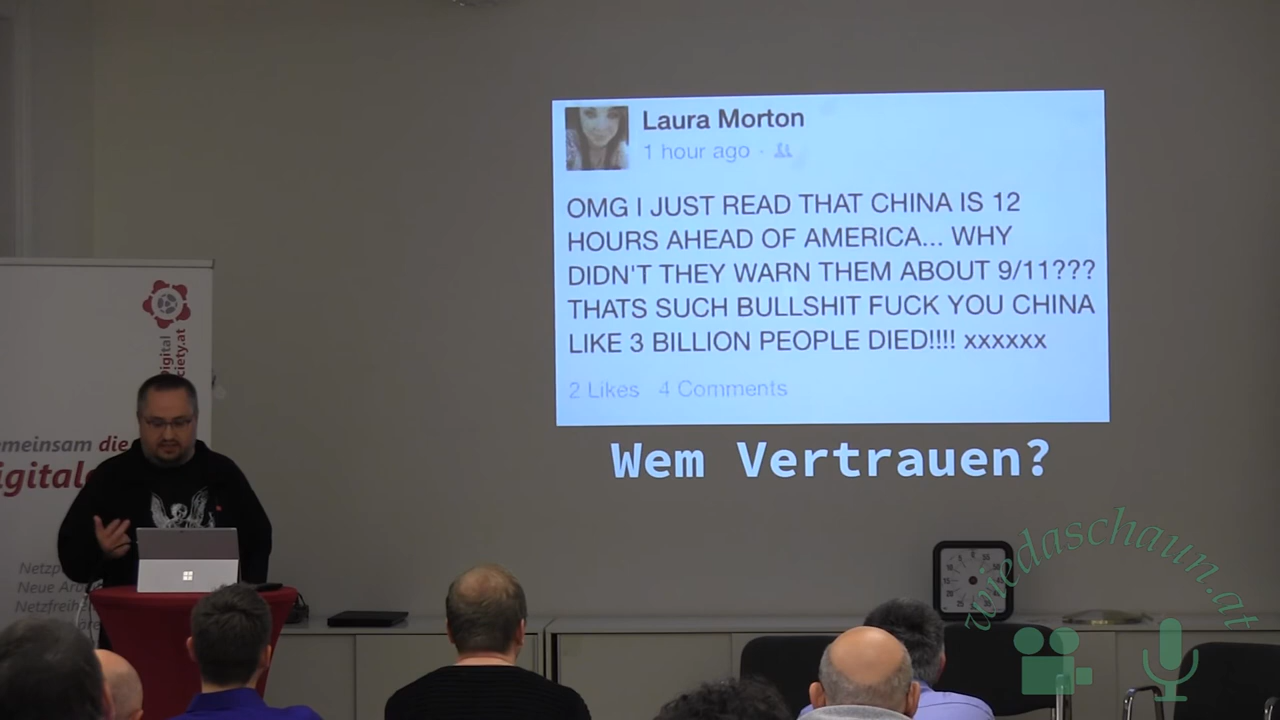 Laura Morton
1 hour ago ·
OMG I JUST READ THAT CHINA IS 12
HOURS AHEAD OF AMERICA... WHY
DIDN'T THEY WARN THEM ABOUT 9/11???
THATS SUCH BULLSHIT FUCK YOU CHINA
LIKE 3 BILLION PEOPLE DIED!!!! xxxxxx
2 Likes 4 Comments
Wem Vertrauen?
igital
ciety.at
emeinsam die
igital
Netzp
Neue Ar
Netzfreihe
wiedaschaun.at